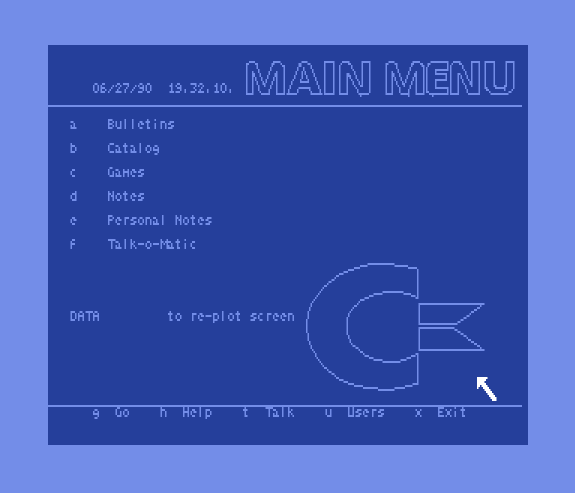 06/27/90 19.32.10. MAIN MENU
a Bulletins
b Catalog
c Games
d Notes
e Personal Notes
f Talk-o-Matic
DATA to re-plot screen
g Go h Help t Talk u Users x Exit